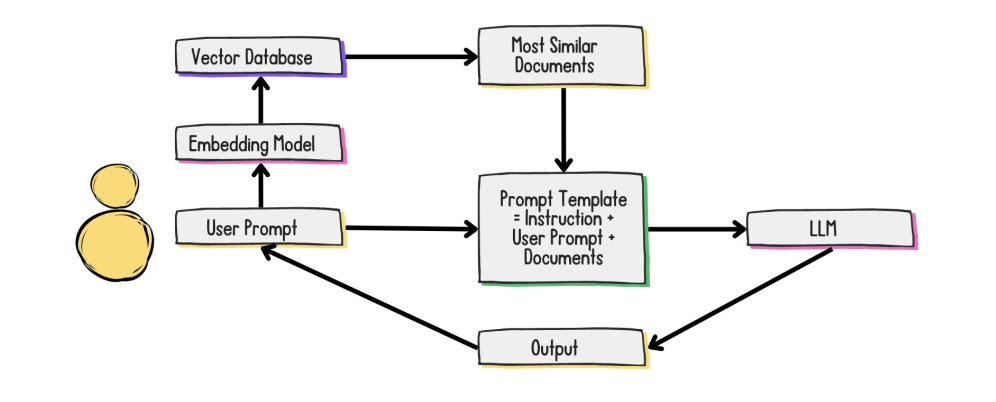 Vector Database
Most Similar
Documents
Embedding Model
User Prompt
Prompt Template
= Instruction +
User Prompt +
Documents
LLM
Output